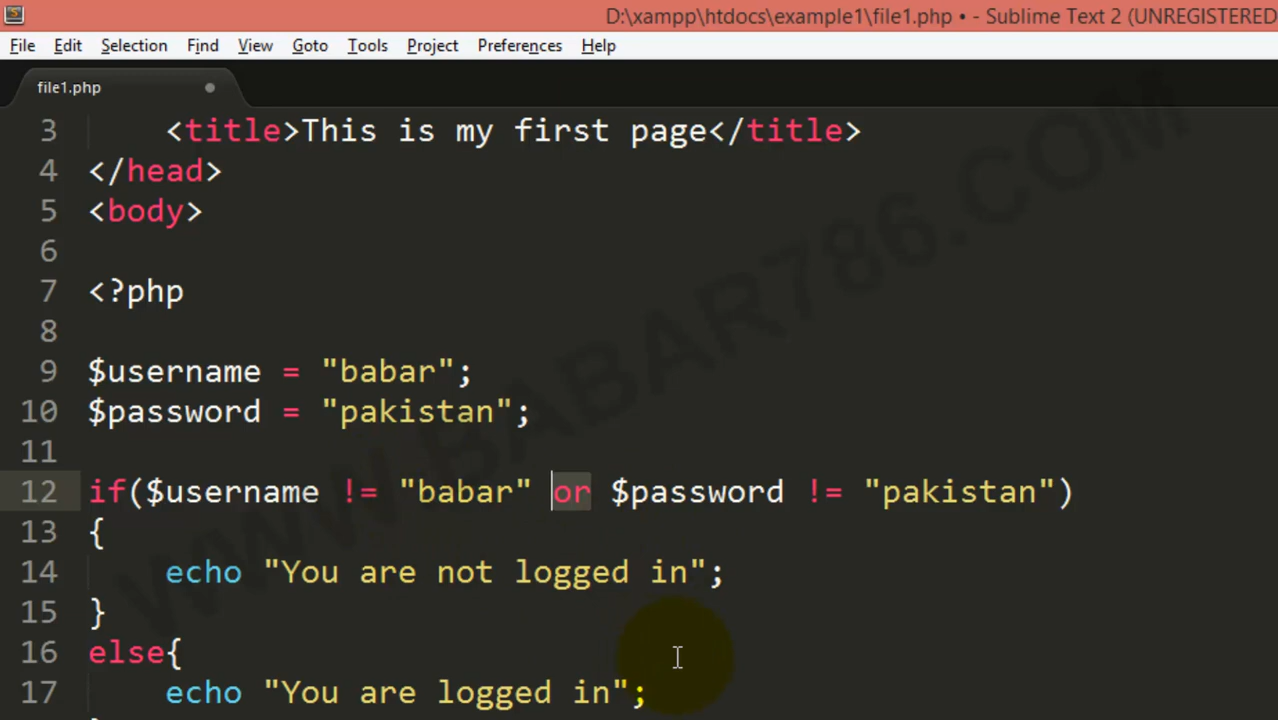 D:\xampp\htdocs\example1\file1.php • - Sublime Text 2 (UNREGISTERED
File Edit Selection Find View Goto Tools Project Preferences Help
file1.php
3 <title>This is my first page</title>
4 </head>
5 <body>
6
7 <?php
8
9 $username = "babar";
10 $password = "pakistan";
11
12 if($username != "babar" or $password != "pakistan")
13 {
14 echo "You are not logged in";
15 }
16 else{
17 echo "You are logged in";
WWW.BABAR786.COM